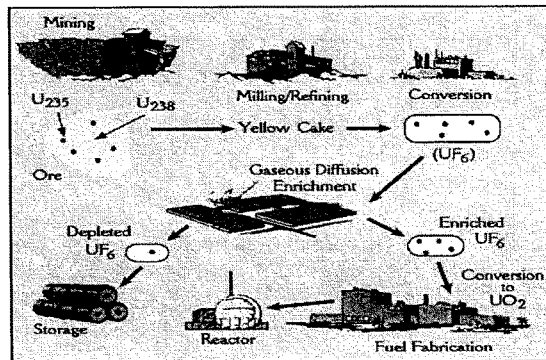 Mining
U235
U238
Ore
Milling/Refining
Conversion
Yellow Cake
(UF6)
Gaseous Diffusion
Enrichment
Depleted
UF6
Enriched
UF6
Conversion
to
UO2
Storage
Reactor
Fuel Fabrication